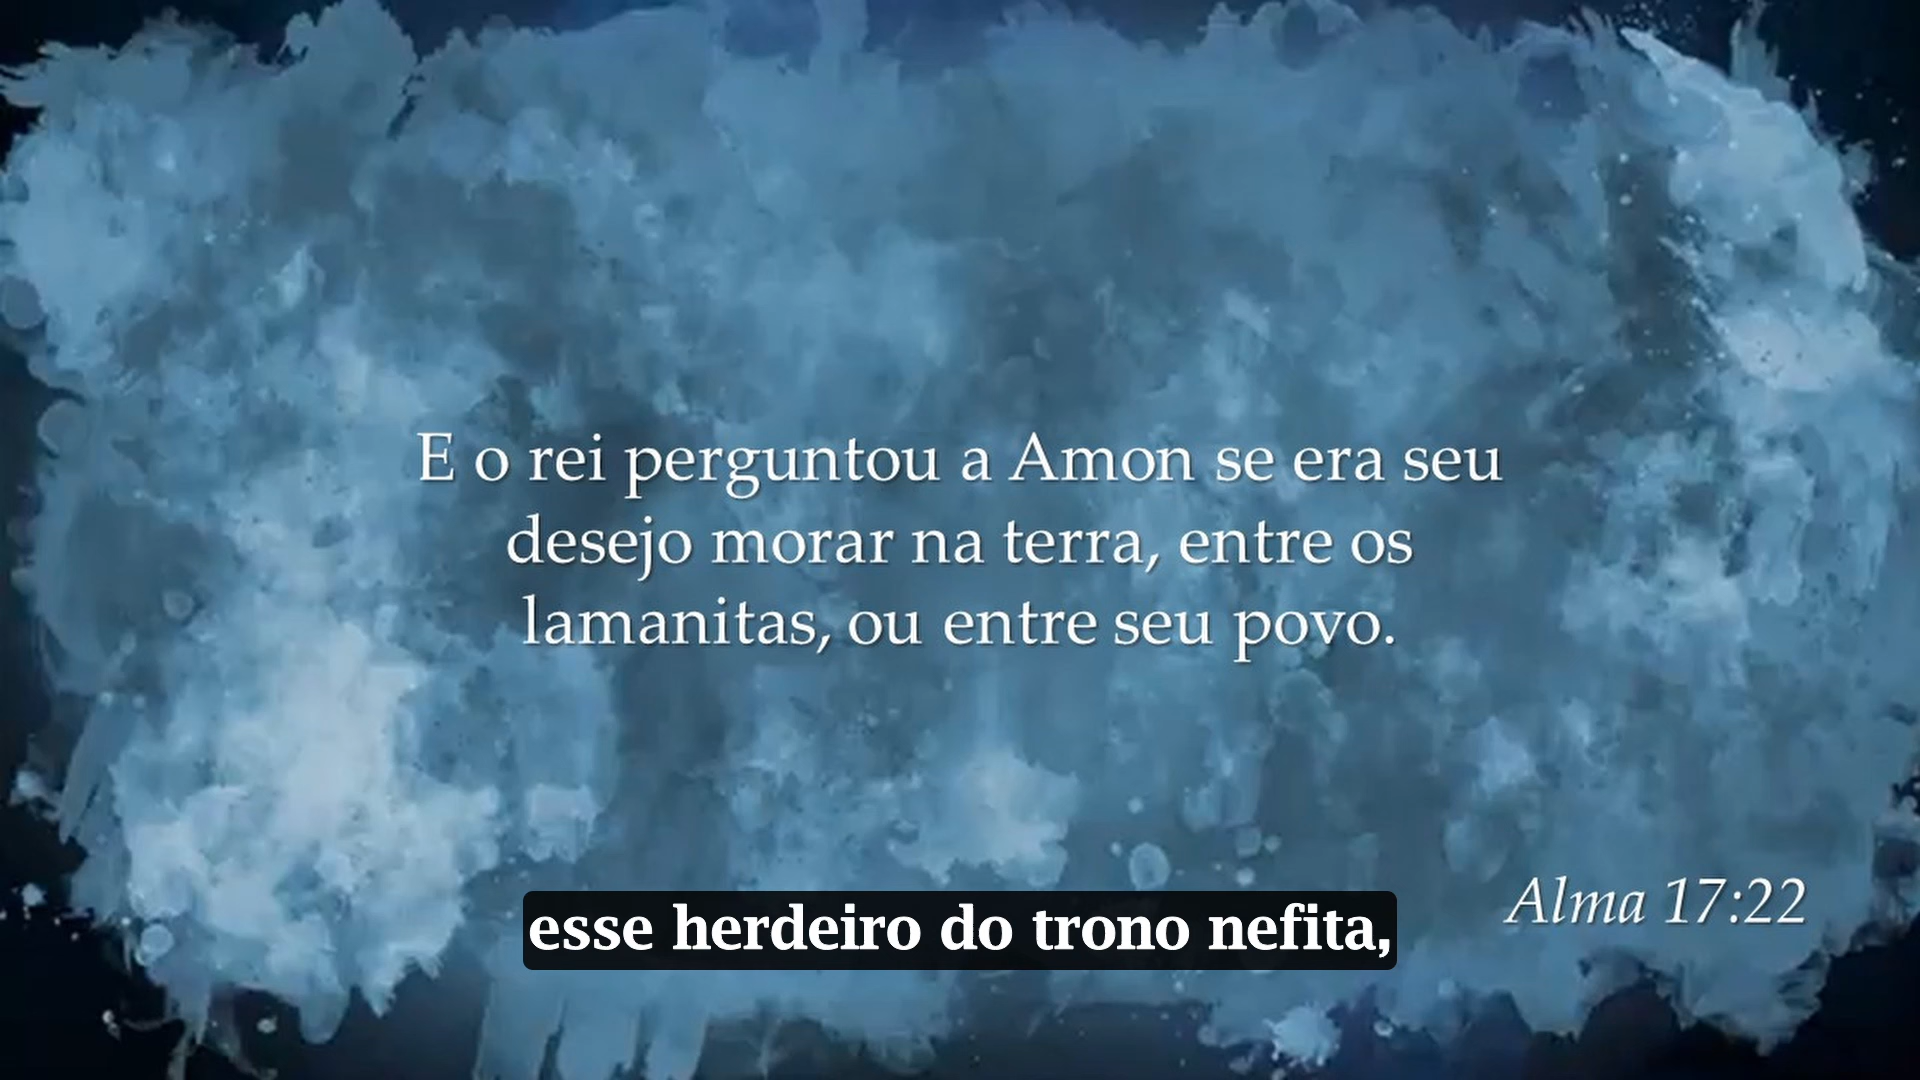 E o rei perguntou a Amon se era seu
desejo morar na terra, entre os
lamanitas, ou entre seu povo.
Alma 17:22
esse herdeiro do trono nefita,